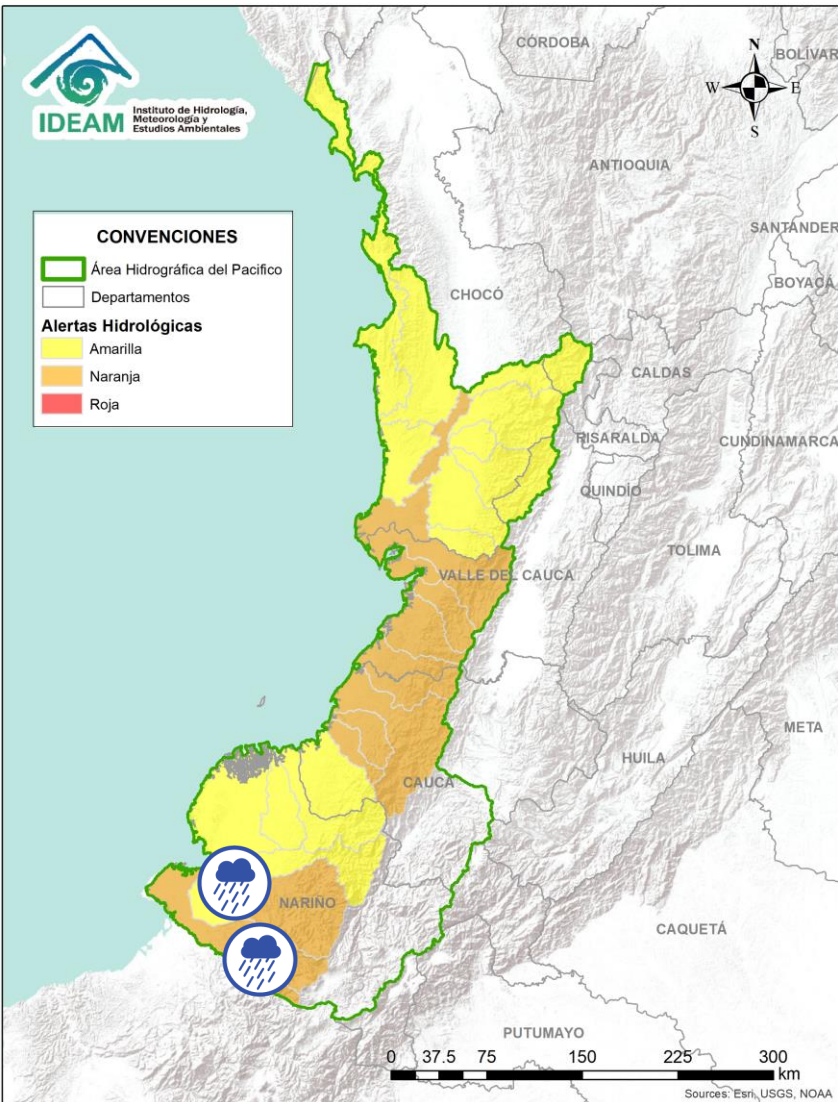 IDEAM
Instituto de Hidrología,
Meteorología y
Estudios Ambientales
N
W E
S
CÓRDOBA
BOLÍVAR
ANTIOQUIA
SANTANDER
BOYACÁ
CHOCÓ
CALDAS
RISARALDA
CUNDINAMARCA
QUINDÍO
TOLIMA
VALLE DEL CAUCA
META
HUILA
CAUCA
NARIÑO
CAQUETÁ
PUTUMAYO
CONVENCIONES
Área Hidrográfica del Pacifico
Departamentos
Alertas Hidrológicas
Amarilla
Naranja
Roja
0 37.5 75 150 225 300
km
Sources: Esri, USGS, NOAA